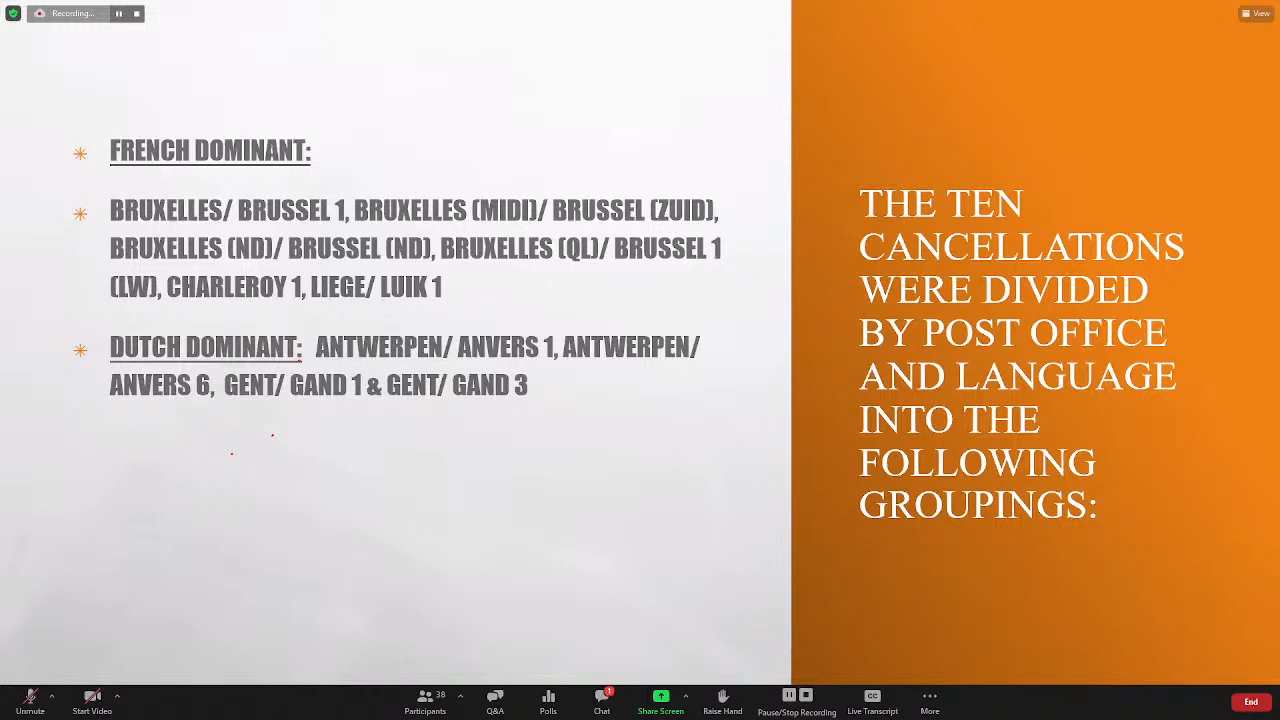 Recording...
View
FRENCH DOMINANT:
BRUXELLES/ BRUSSEL 1, BRUXELLES (MIDI)/ BRUSSEL (ZUID),
BRUXELLES (ND)/ BRUSSEL (ND), BRUXELLES (QL)/ BRUSSEL 1
(LW), CHARLEROY 1, LIEGE/ LUIK 1
DUTCH DOMINANT: ANTWERPEN/ ANVERS 1, ANTWERPEN/
ANVERS 6, GENT/ GAND 1 & GENT/ GAND 3
THE TEN
CANCELLATIONS
WERE DIVIDED
BY POST OFFICE
AND LANGUAGE
INTO THE
FOLLOWING
GROUPINGS:
Unmute
Start Video
38
Participants
Q&A
Polls
1
Chat
Share Screen
Raise Hand
Pause/Stop Recording
CC
Live Transcript
More
End